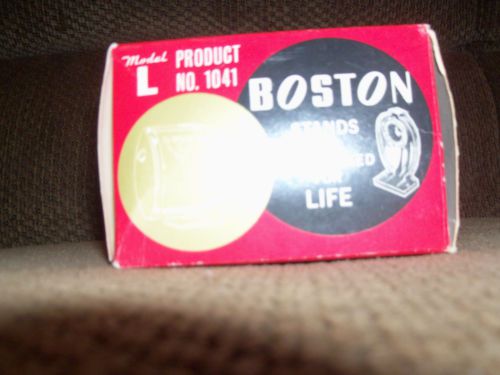 Model
L
PRODUCT
NO. 1041
BOSTON
STANDS
LIFE